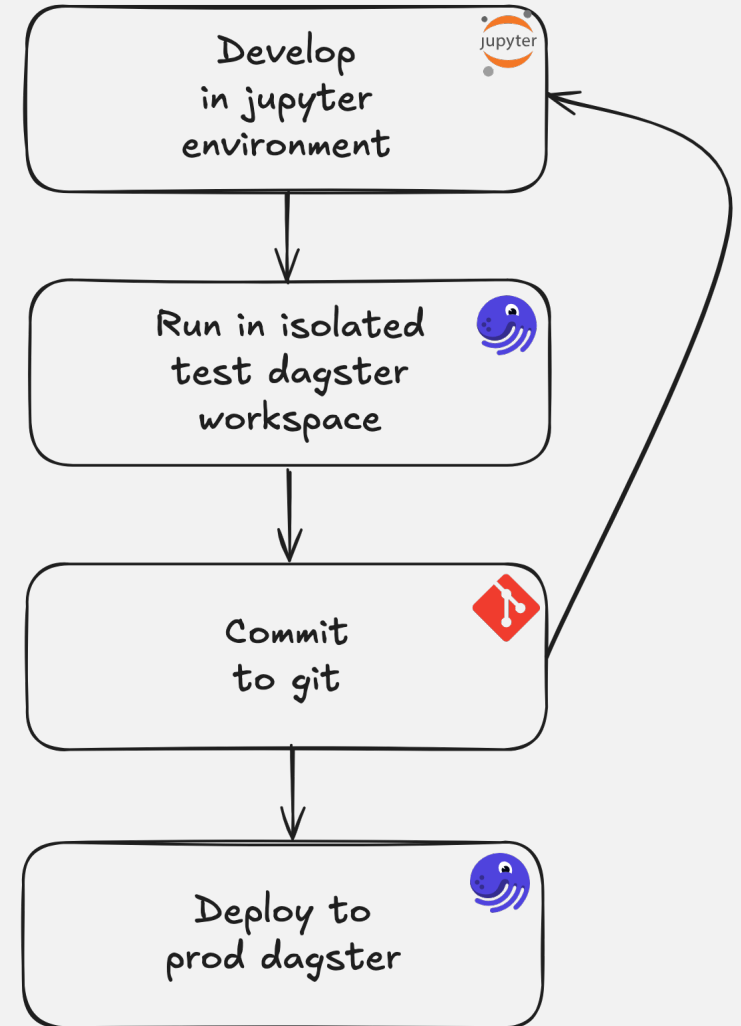 Develop
in jupyter
environment
jupyter
Run in isolated
test dagster
workspace
Commit
to git
Deploy to
prod dagster